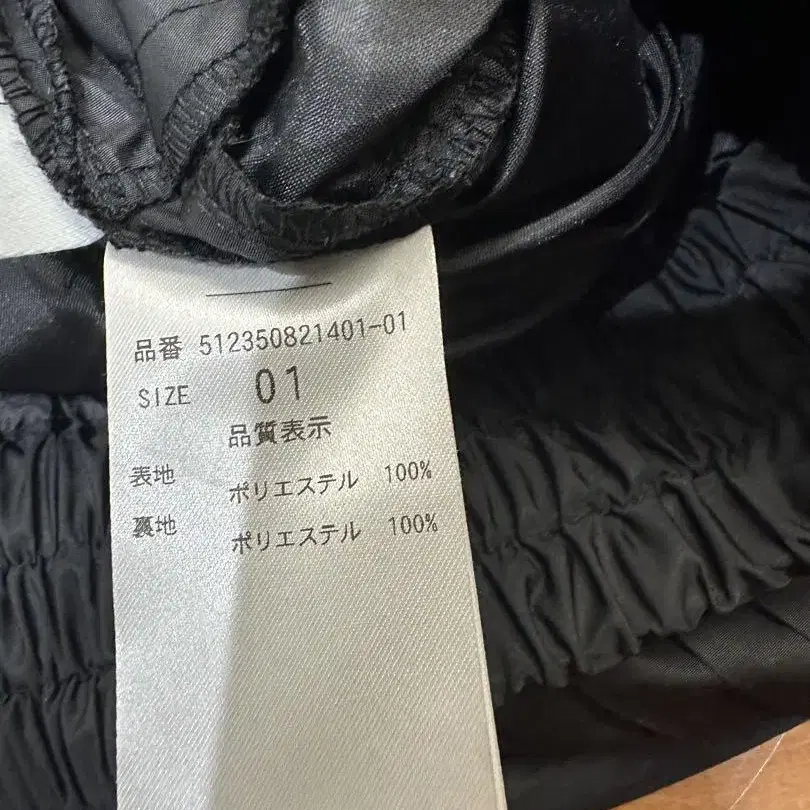 品番 512350821401-01
SIZE 01
品質表示
表地 ポリエステル 100%
裏地 ポリエステル 100%